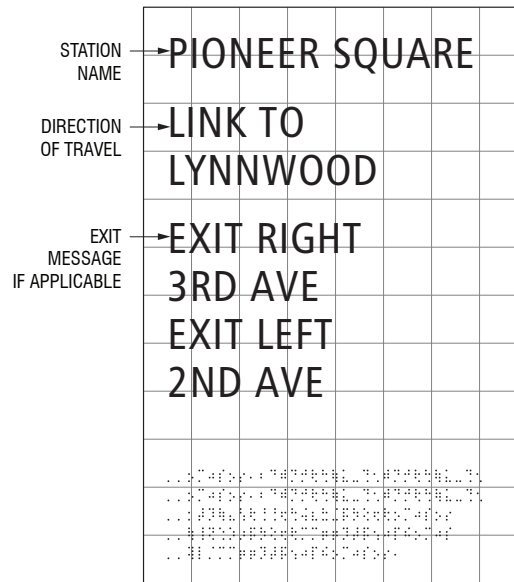 STATION
NAME
PIONEER SQUARE
DIRECTION
OF TRAVEL
LINK TO
LYNNWOOD
EXIT
MESSAGE
IF APPLICABLE
EXIT RIGHT
3RD AVE
EXIT LEFT
2ND AVE